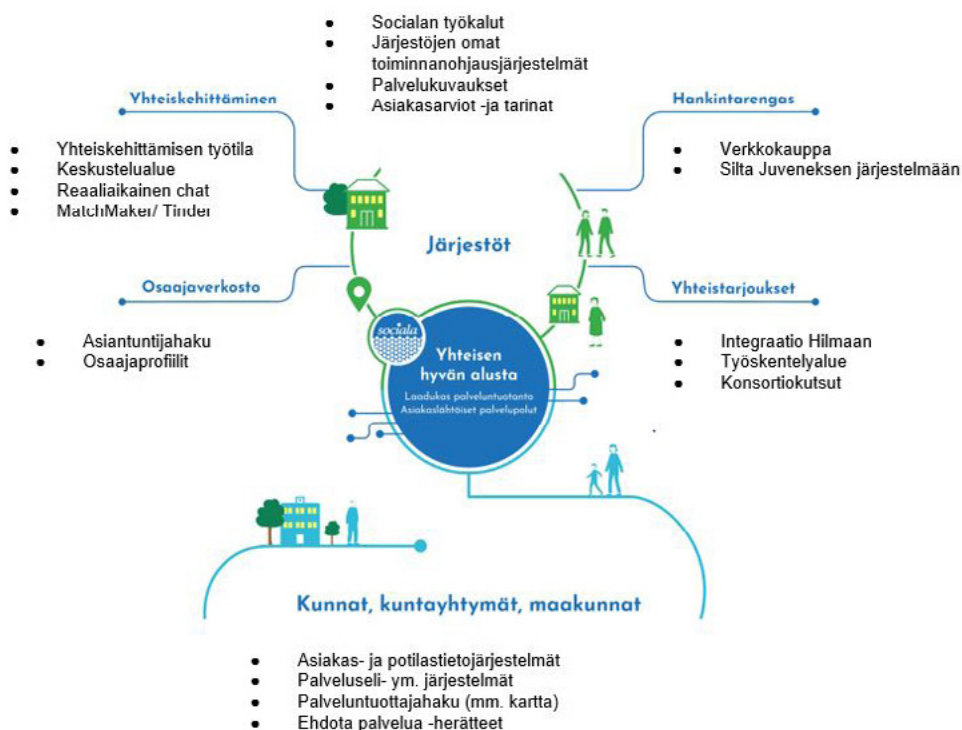 Socialan työkalut
Järjestöjen omat
toiminnanohjausjärjestelmät
Palvelukuvaukset
Asiakasarviot -ja tarinat
Yhteiskehittäminen
Yhteiskehittämisen työtila
Keskustelualue
Reaaliaikainen chat
MatchMaker/ Tinder
Hankintarengas
Verkkokauppa
Silta Juveneksen järjestelmään
Järjestöt
Osaajaverkosto
Asiantuntijahaku
Osaajaprofiilit
Yhteistarjoukset
Integraatio Hilmaan
Työskentelyalue
Konsortiokutsut
sociala
Yhteisen
hyvän alusta
Laadukas palveluntuotanto
Asiakaslähtöiset palvelupolut
Kunnat, kuntayhtymät, maakunnat
Asiakas- ja potilastietojärjestelmät
Palveluseli- ym. järjestelmät
Palveluntuottajahaku (mm. kartta)
Ehdota palvelua -herätteet